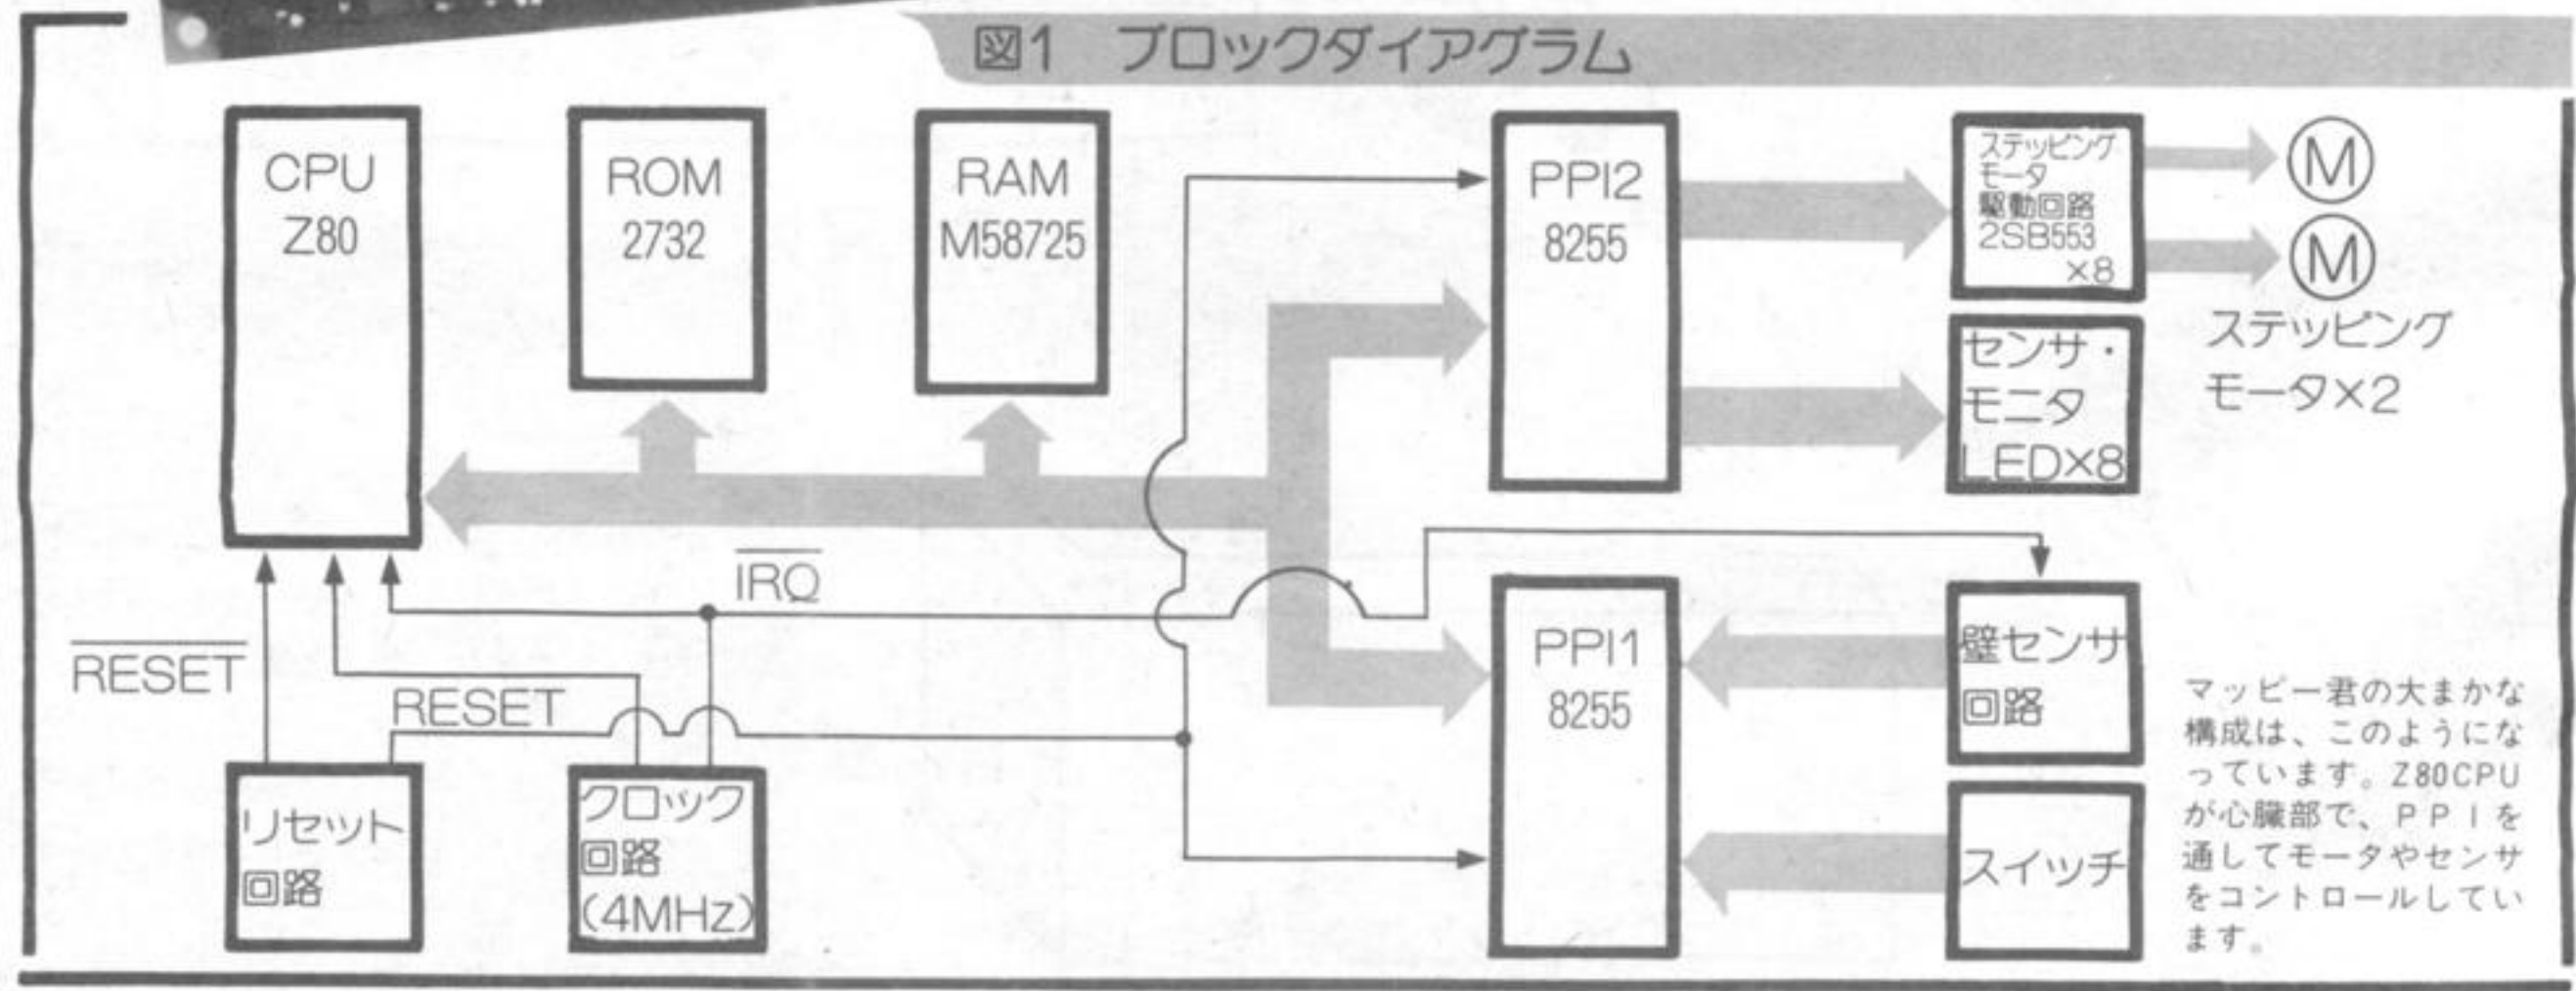 図1 ブロックダイアグラム
CPU
Z80
ROM
2732
RAM
M58725
PPI2
8255
ステッピング
モータ
駆動回路
2SB553
×8
M
M
ステッピング
モータ×2
センサ・
モニタ
LED×8
IRQ
RESET
RESET
リセット
回路
クロック
回路
(4MHz)
PPI1
8255
壁センサ
回路
スイッチ
マッピー君の大まかな
構成は、このようにな
っています。Z80CPU
が心臓部で、PPIを
通してモータやセンサ
をコントロールしてい
ます。